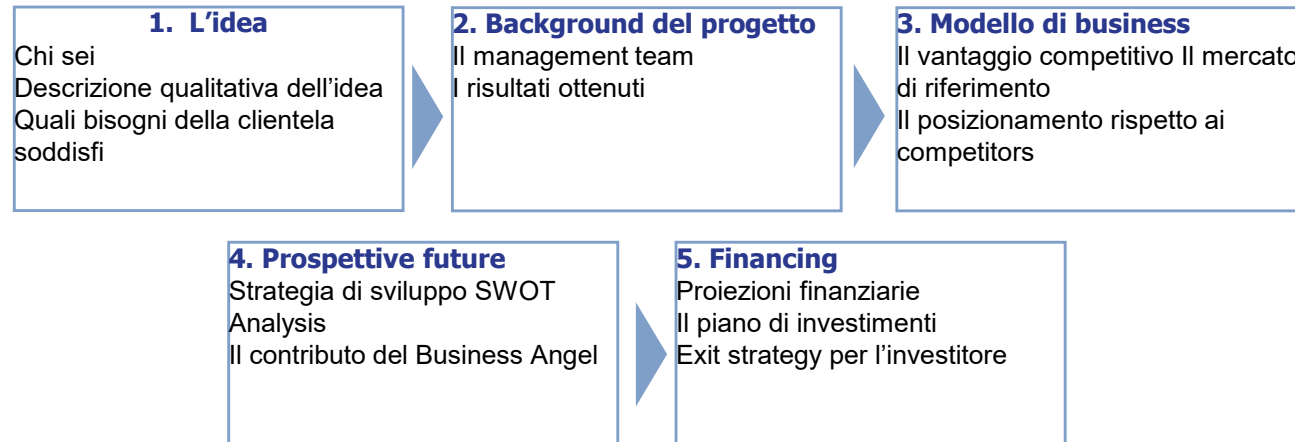 1. L’idea
Chi sei
Descrizione qualitativa dell’idea
Quali bisogni della clientela
soddisfi
2. Background del progetto
Il management team
I risultati ottenuti
3. Modello di business
Il vantaggio competitivo Il mercato
di riferimento
Il posizionamento rispetto ai
competitors
4. Prospettive future
Strategia di sviluppo SWOT
Analysis
Il contributo del Business Angel
5. Financing
Proiezioni finanziarie
Il piano di investimenti
Exit strategy per l’investitore